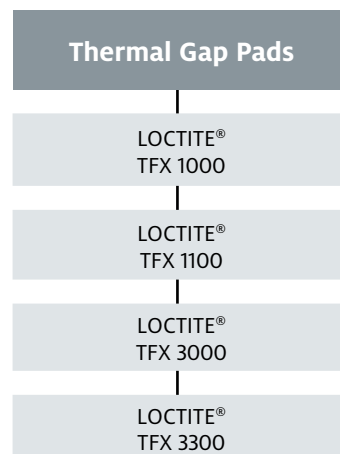 Thermal Gap Pads
LOCTITE®
TFX 1000
LOCTITE®
TFX 1100
LOCTITE®
TFX 3000
LOCTITE®
TFX 3300